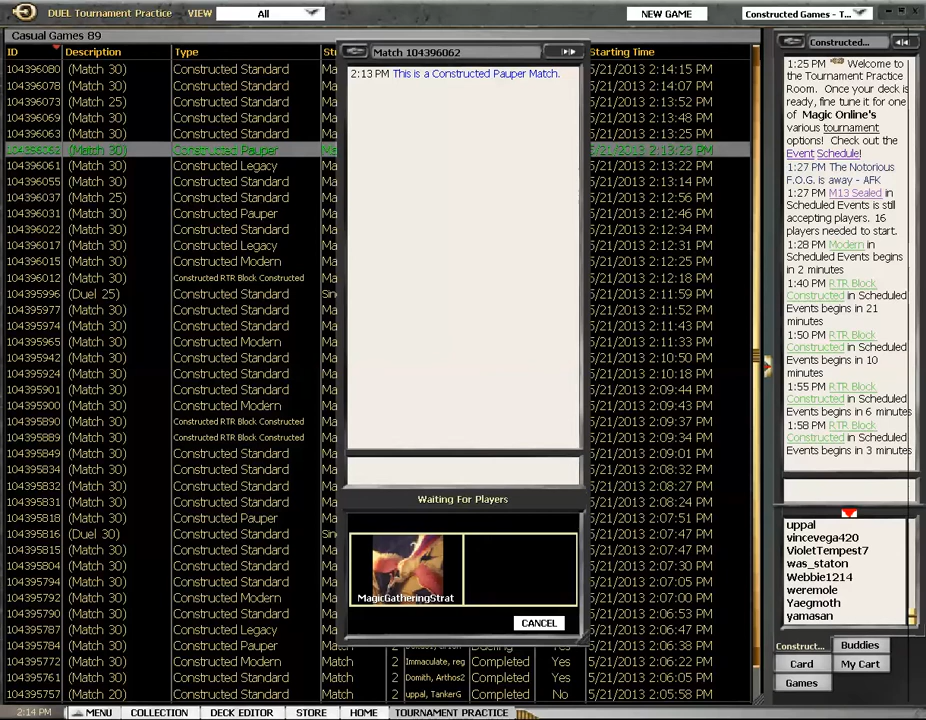 DUEL Tournament Practice VIEW All NEW GAME Constructed Games - T...
Casual Games 89
ID Description Type Starting Time
104396080 (Match 30) Constructed Standard 5/21/2013 2:14:15 PM
104396078 (Match 30) Constructed Standard 5/21/2013 2:14:07 PM
104396073 (Match 25) Constructed Standard 5/21/2013 2:13:52 PM
104396069 (Match 30) Constructed Standard 5/21/2013 2:13:48 PM
104396063 (Match 30) Constructed Standard 5/21/2013 2:13:25 PM
104396062 (Match 30) Constructed Pauper 5/21/2013 2:13:23 PM
104396061 (Match 30) Constructed Legacy 5/21/2013 2:13:22 PM
104396055 (Match 30) Constructed Standard 5/21/2013 2:13:14 PM
104396037 (Match 25) Constructed Standard 5/21/2013 2:12:56 PM
104396031 (Match 30) Constructed Pauper 5/21/2013 2:12:46 PM
104396022 (Match 30) Constructed Standard 5/21/2013 2:12:34 PM
104396017 (Match 30) Constructed Legacy 5/21/2013 2:12:31 PM
104396015 (Match 30) Constructed Modern 5/21/2013 2:12:25 PM
104396012 (Match 30) Constructed RTR Block Constructed 5/21/2013 2:12:18 PM
104395996 (Duel 25) Constructed Standard 5/21/2013 2:11:59 PM
104395977 (Match 30) Constructed Standard 5/21/2013 2:11:52 PM
104395974 (Match 30) Constructed Standard 5/21/2013 2:11:43 PM
104395965 (Match 30) Constructed Modern 5/21/2013 2:11:33 PM
104395942 (Match 30) Constructed Standard 5/21/2013 2:10:50 PM
104395924 (Match 30) Constructed Standard 5/21/2013 2:10:18 PM
104395901 (Match 30) Constructed Standard 5/21/2013 2:09:44 PM
104395900 (Match 30) Constructed Modern 5/21/2013 2:09:43 PM
104395890 (Match 30) Constructed RTR Block Constructed 5/21/2013 2:09:37 PM
104395889 (Match 30) Constructed RTR Block Constructed 5/21/2013 2:09:34 PM
104395849 (Match 30) Constructed Standard 5/21/2013 2:09:01 PM
104395834 (Match 30) Constructed Standard 5/21/2013 2:08:32 PM
104395832 (Match 30) Constructed Standard 5/21/2013 2:08:27 PM
104395831 (Match 30) Constructed Standard 5/21/2013 2:08:24 PM
104395818 (Match 30) Constructed Pauper 5/21/2013 2:07:51 PM
104395816 (Duel 30) Constructed Standard 5/21/2013 2:07:47 PM
104395815 (Match 30) Constructed Standard 5/21/2013 2:07:47 PM
104395804 (Match 30) Constructed Standard 5/21/2013 2:07:30 PM
104395794 (Match 30) Constructed Standard 5/21/2013 2:07:05 PM
104395792 (Match 30) Constructed Modern 5/21/2013 2:07:00 PM
104395790 (Match 30) Constructed Standard 5/21/2013 2:06:53 PM
104395787 (Match 30) Constructed Legacy 5/21/2013 2:06:47 PM
104395784 (Match 30) Constructed Pauper 5/21/2013 2:06:38 PM
104395772 (Match 30) Constructed Modern Match 2 Immaculate, reg Completed Yes 5/21/2013 2:06:22 PM
104395761 (Match 30) Constructed Standard Match 2 Domith, Arthos2 Completed Yes 5/21/2013 2:06:05 PM
104395757 (Match 20) Constructed Standard Match 2 uppal, TankerG Completed No 5/21/2013 2:05:58 PM
Match 104396062
2:13 PM This is a Constructed Pauper Match.
Waiting For Players
MagicGatheringStrat
CANCEL
Constructed...
1:25 PM Welcome to
the Tournament Practice
Room. Once your deck is
ready, fine tune it for one
of Magic Online's
various tournament
options! Check out the
Event Schedule!
1:27 PM The Notorious
F.O.G. is away - AFK
1:27 PM M13 Sealed in
Scheduled Events is still
accepting players. 16
players needed to start.
1:28 PM Modern in
Scheduled Events begins
in 2 minutes
1:40 PM RTR Block
Constructed in Scheduled
Events begins in 21
minutes
1:50 PM RTR Block
Constructed in Scheduled
Events begins in 10
minutes
1:55 PM RTR Block
Constructed in Scheduled
Events begins in 6 minutes
1:58 PM RTR Block
Constructed in Scheduled
Events begins in 3 minutes
uppal
vincevega420
VioletTempest7
was_staton
Webbie1214
weremole
Yaegmoth
yamasan
Construct... Buddies
Card My Cart
Games
2:14 PM MENU COLLECTION DECK EDITOR STORE HOME TOURNAMENT PRACTICE